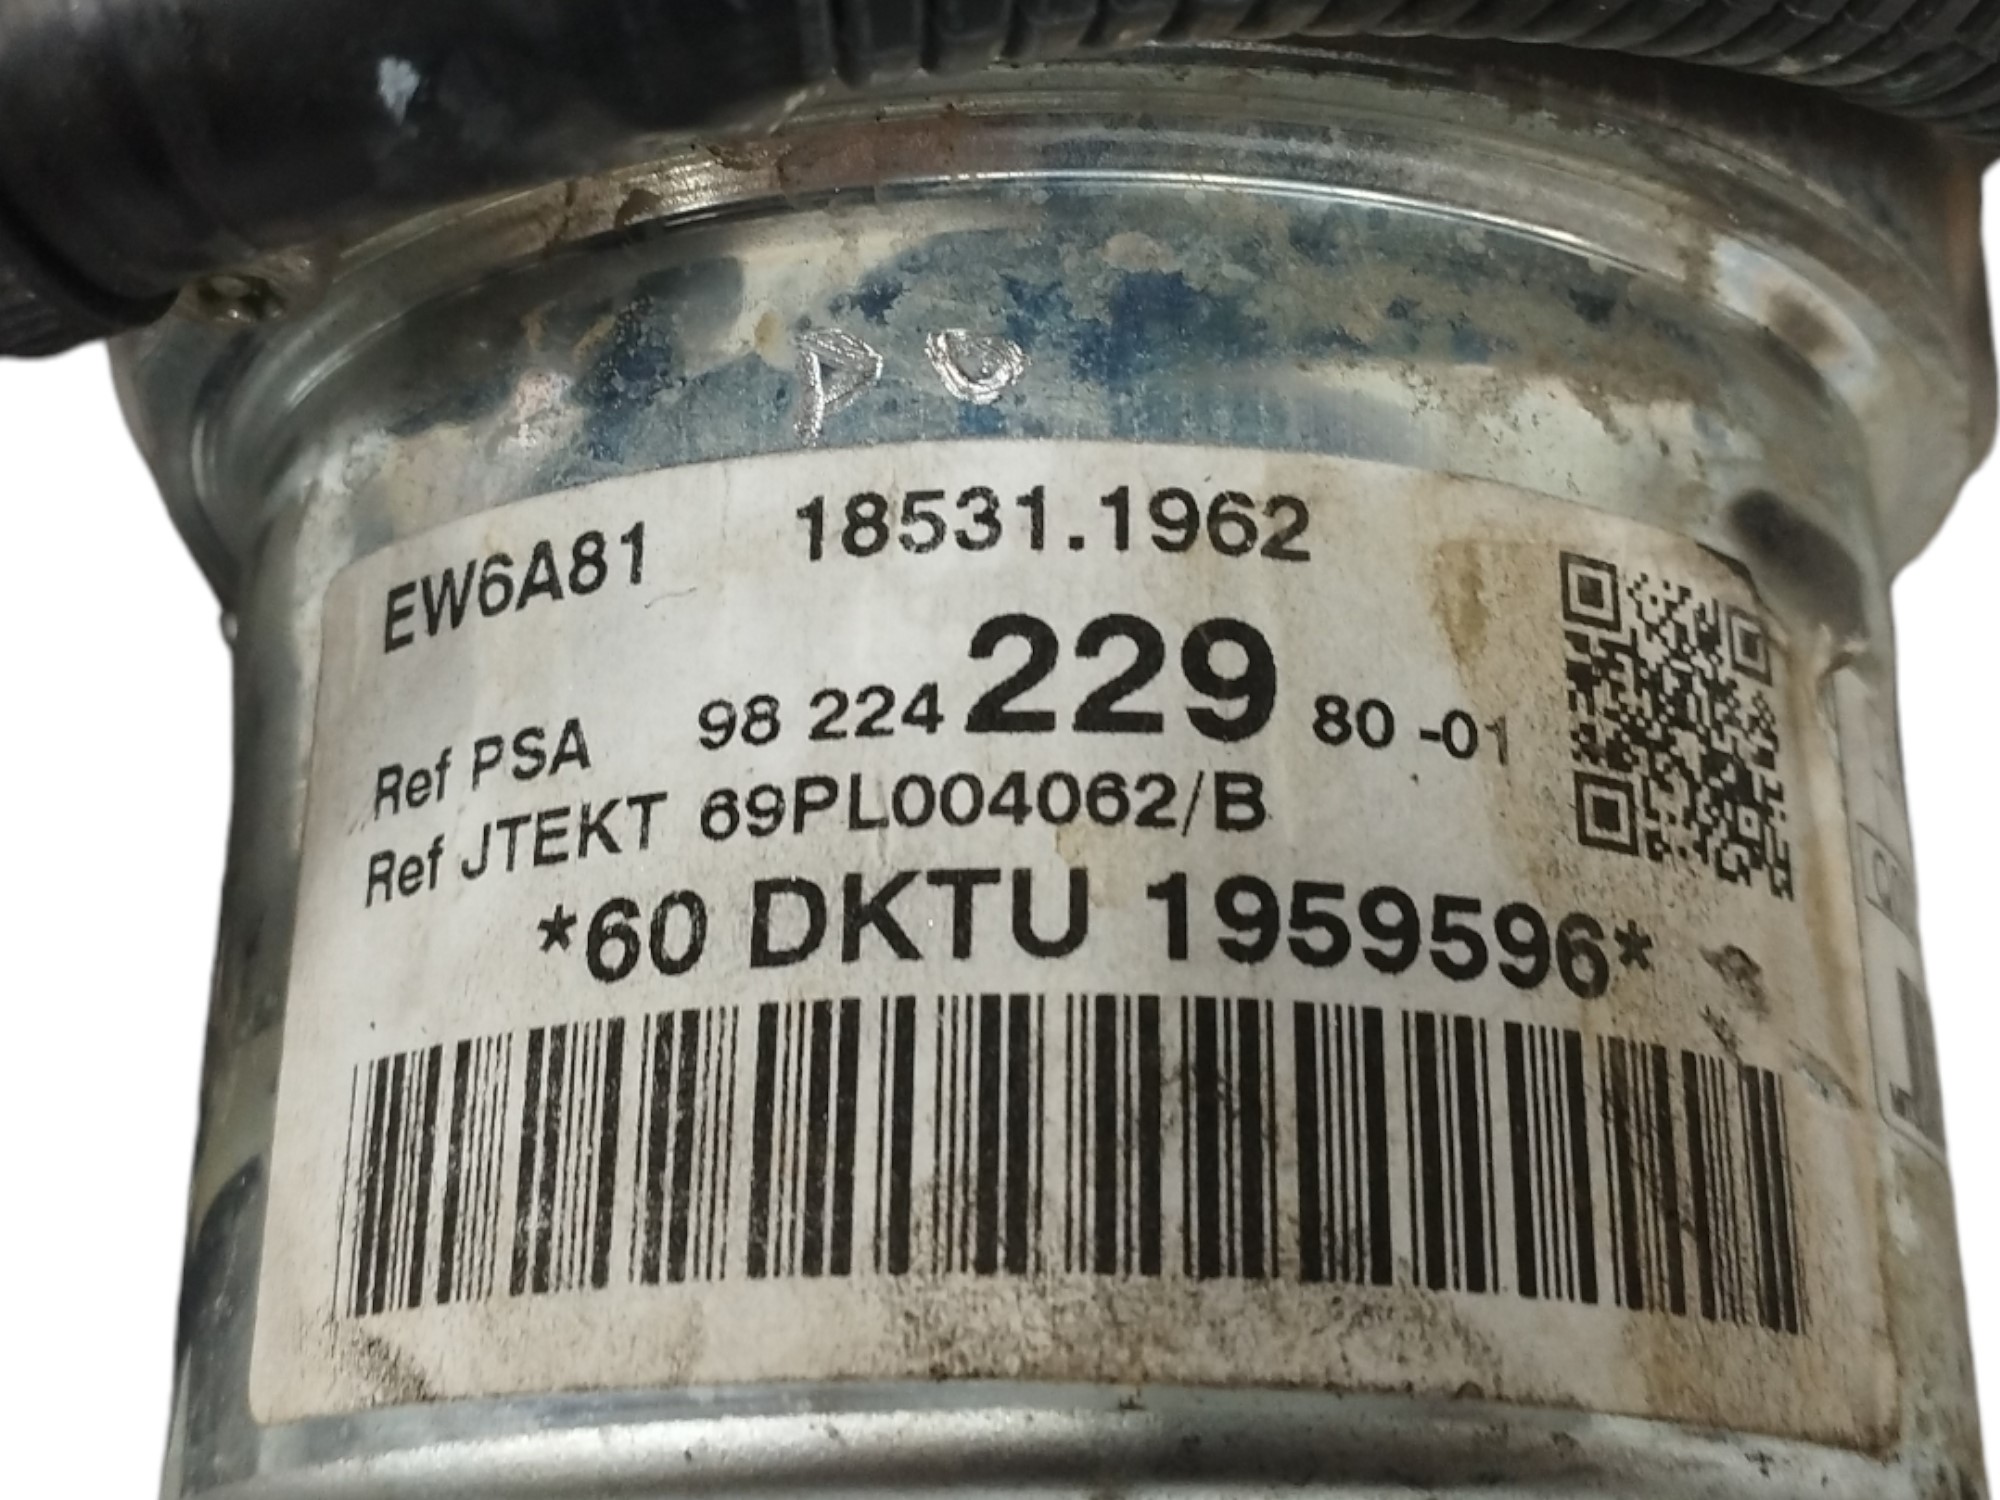 EW6A81 18531.1962
Ref PSA 98 224 229 80 -01
Ref JTEKT 69PL004062/B
*60 DKTU 1959596*